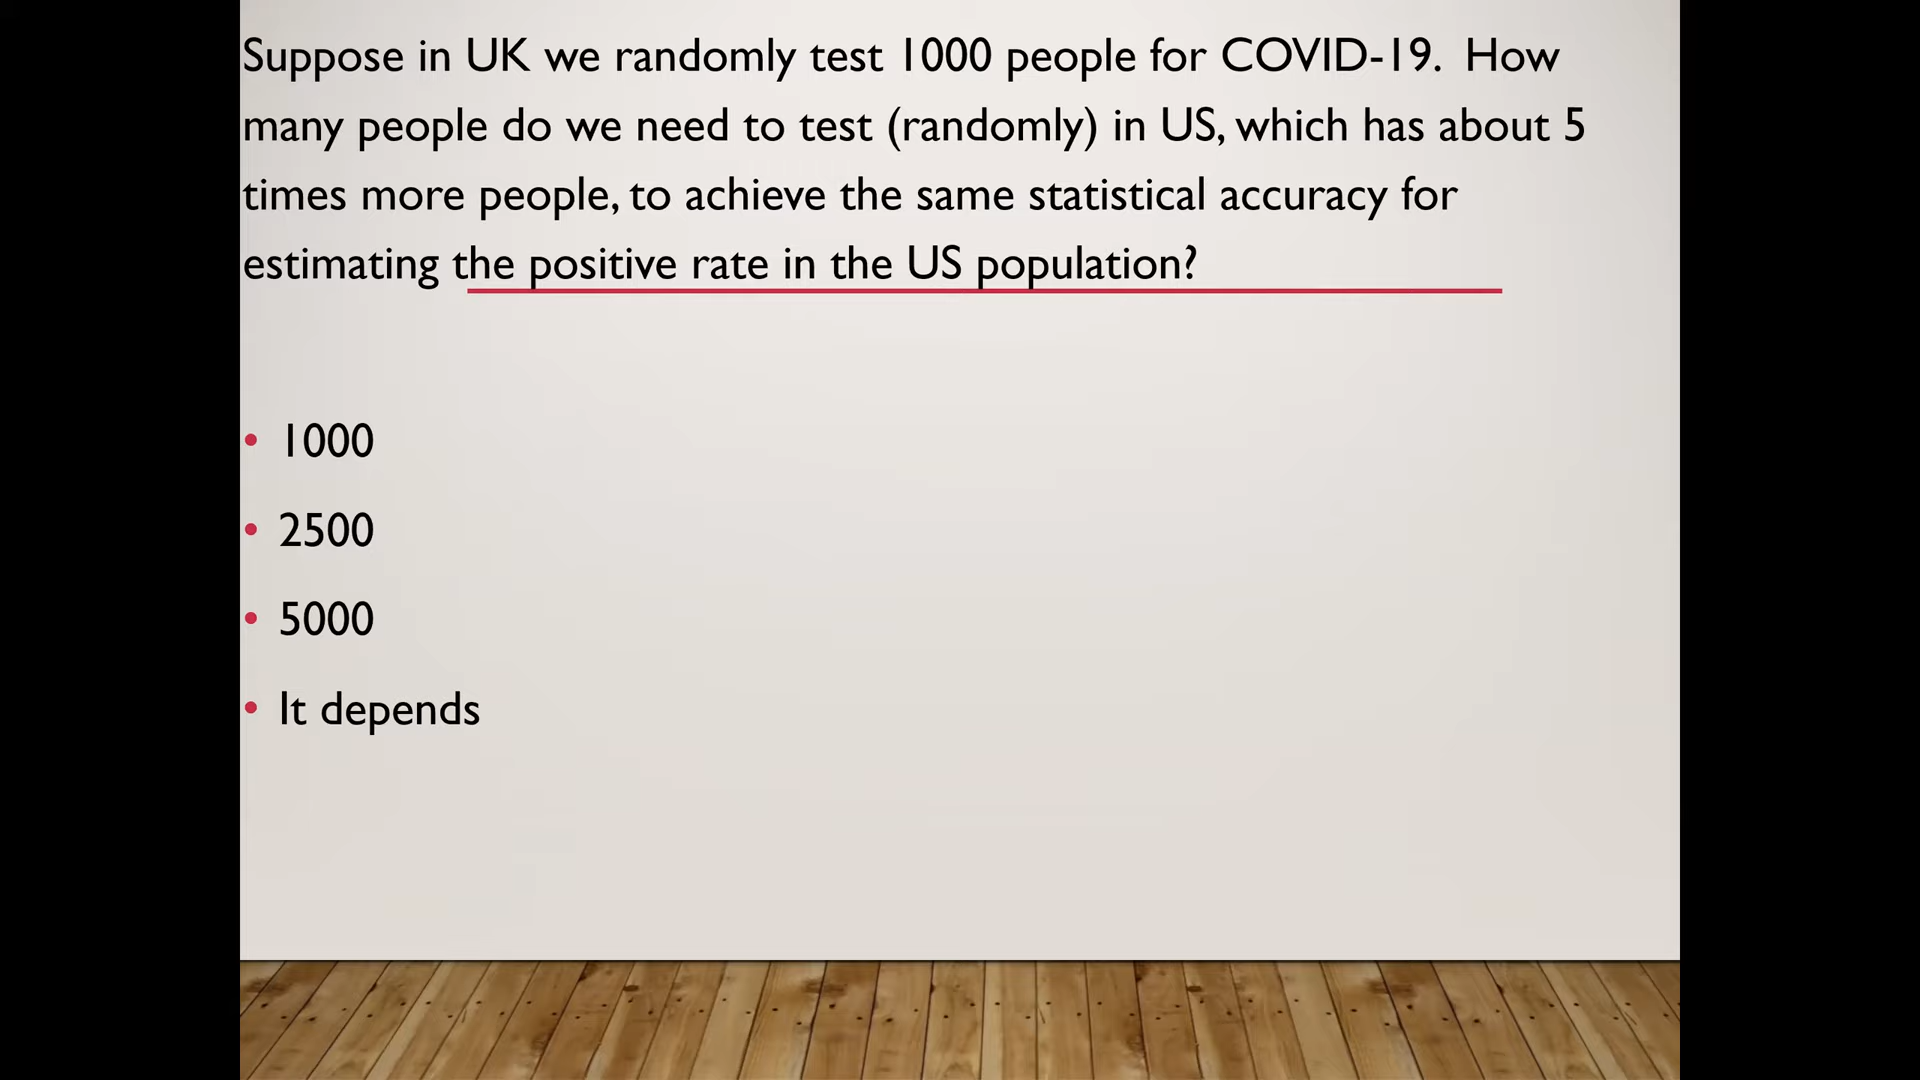 Suppose in UK we randomly test 1000 people for COVID-19. How
many people do we need to test (randomly) in US, which has about 5
times more people, to achieve the same statistical accuracy for
estimating the positive rate in the US population?
• 1000
• 2500
• 5000
• It depends